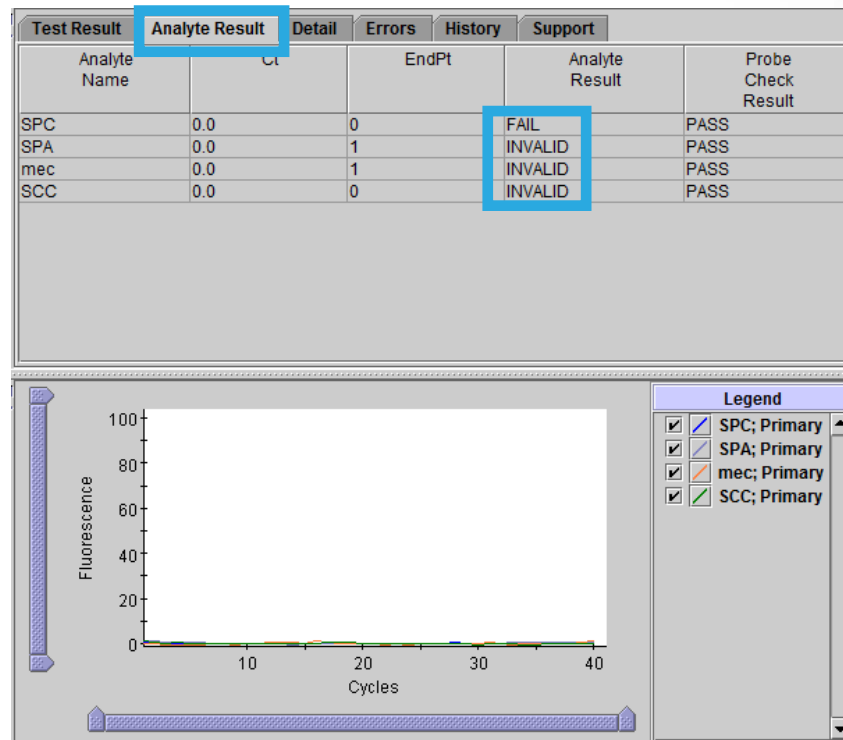 Test Result Analyte Result Detail Errors History Support
Analyte Name Ct EndPt Analyte Result Probe Check Result
SPC 0.0 0 FAIL PASS
SPA 0.0 1 INVALID PASS
mec 0.0 1 INVALID PASS
SCC 0.0 0 INVALID PASS
Legend
SPC; Primary
SPA; Primary
mec; Primary
SCC; Primary
Fluorescence
100
80
60
40
20
0
10 20 30 40
Cycles